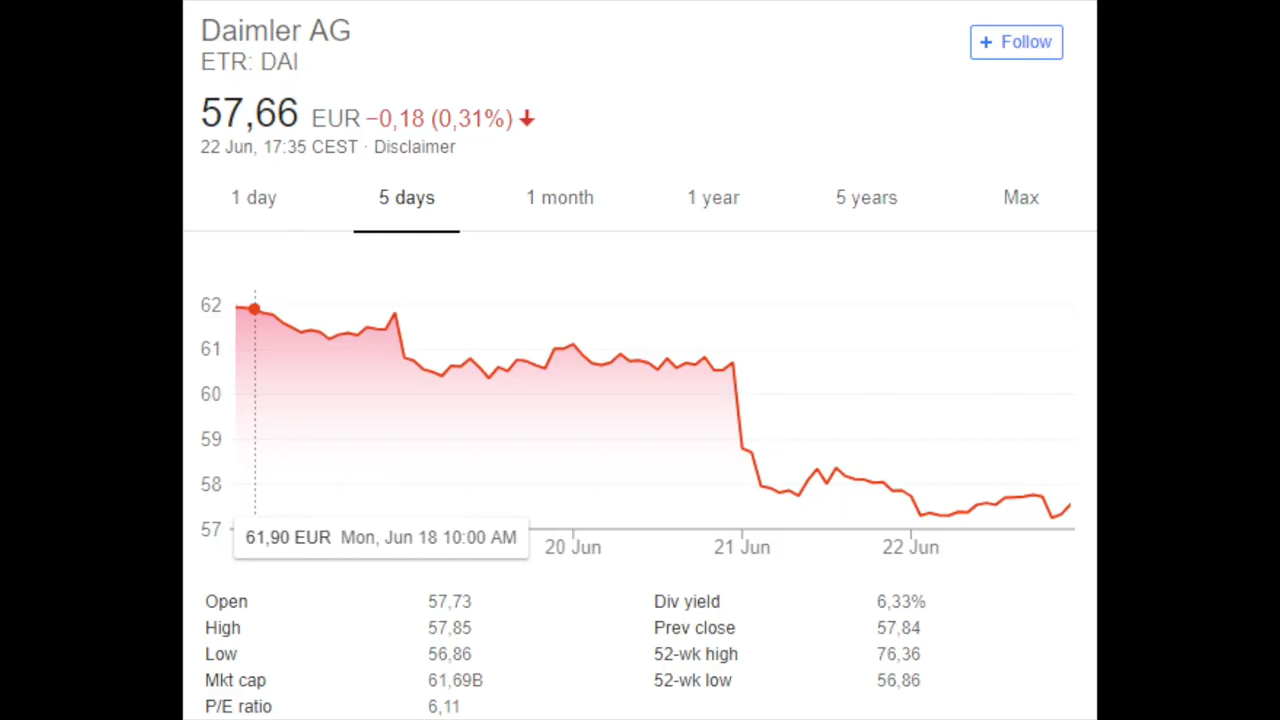 Daimler AG
ETR: DAI
+ Follow
57,66 EUR −0,18 (0,31%)
22 Jun, 17:35 CEST · Disclaimer
1 day 5 days 1 month 1 year 5 years Max
62
61
60
59
58
57
61,90 EUR Mon, Jun 18 10:00 AM
20 Jun 21 Jun 22 Jun
Open 57,73 Div yield 6,33%
High 57,85 Prev close 57,84
Low 56,86 52-wk high 76,36
Mkt cap 61,69B 52-wk low 56,86
P/E ratio 6,11